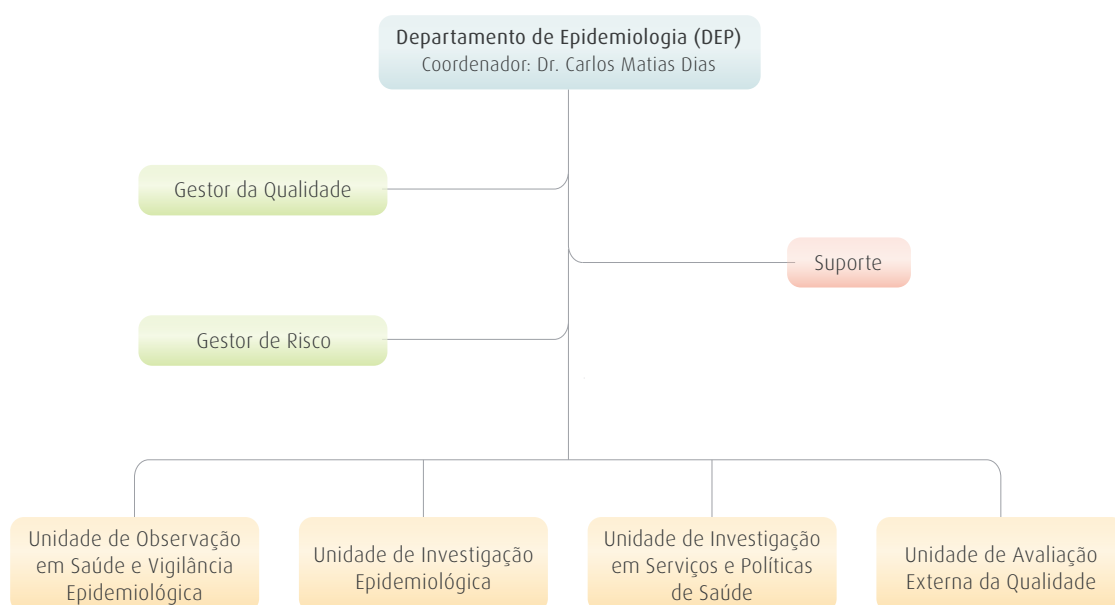 Departamento de Epidemiologia (DEP)
Coordenador: Dr. Carlos Matias Dias
Gestor da Qualidade
Suporte
Gestor de Risco
Unidade de Observação
em Saúde e Vigilância
Epidemiológica
Unidade de Investigação
Epidemiológica
Unidade de Investigação
em Serviços e Políticas
de Saúde
Unidade de Avaliação
Externa da Qualidade